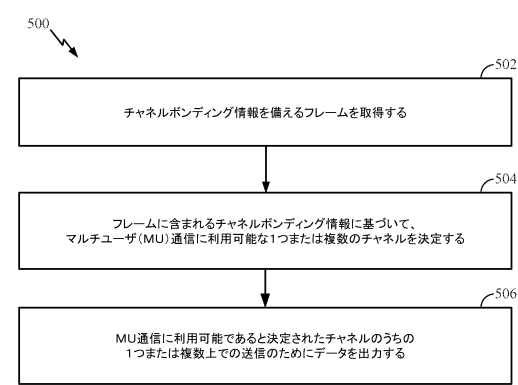 500
502
チャネルボンディング情報を備えるフレームを取得する
504
フレームに含まれるチャネルボンディング情報に基づいて、
マルチユーザ（ＭＵ）通信に利用可能な１つまたは複数のチャネルを決定する
506
ＭＵ通信に利用可能であると決定されたチャネルのうちの
１つまたは複数上での送信のためにデータを出力する